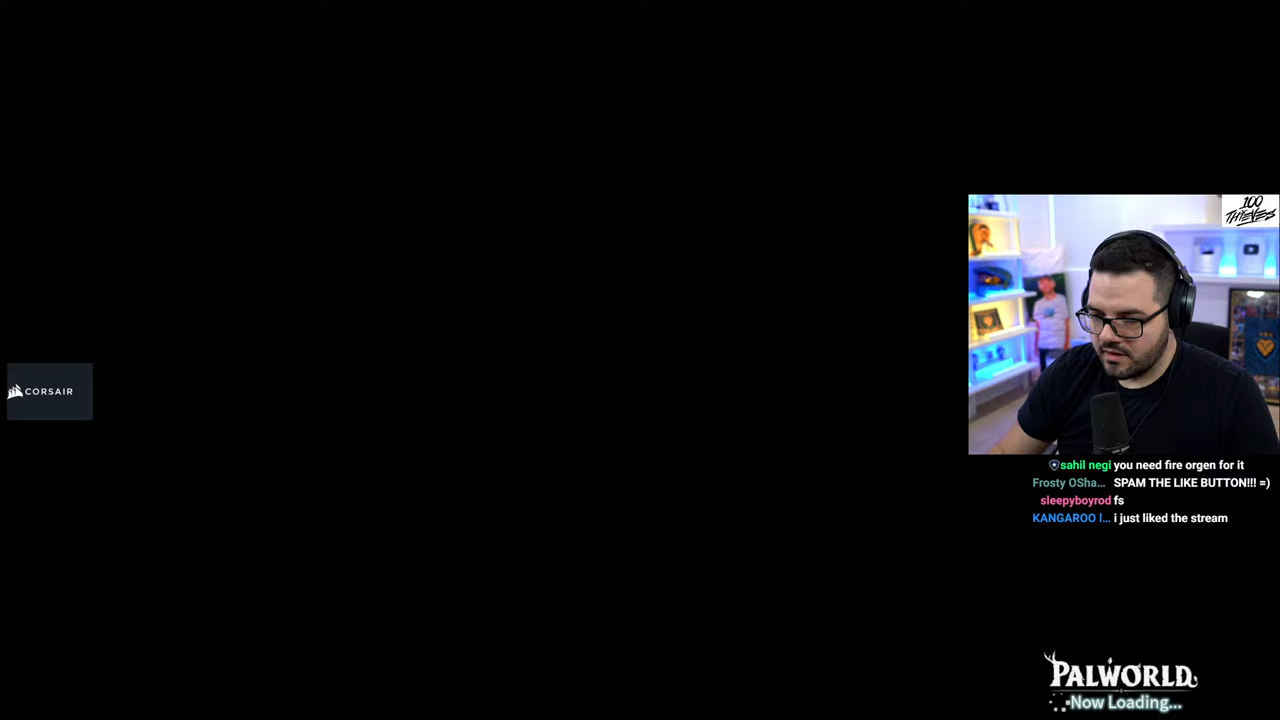 100
THIEVES
CORSAIR
sahil negi you need fire orgen for it
Frosty OSha... SPAM THE LIKE BUTTON!!! =)
sleepyboyrod fs
KANGAROO I... i just liked the stream
PALWORLD
Now Loading...